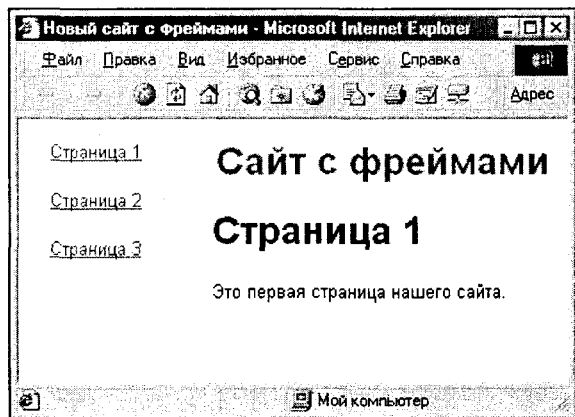 Новый сайт с фреймами - Microsoft Internet Explorer
Файл Правка Вид Избранное Сервис Справка
Адрес
Страница 1
Страница 2
Страница 3
Сайт с фреймами
Страница 1
Это первая страница нашего сайта.
Мой компьютер